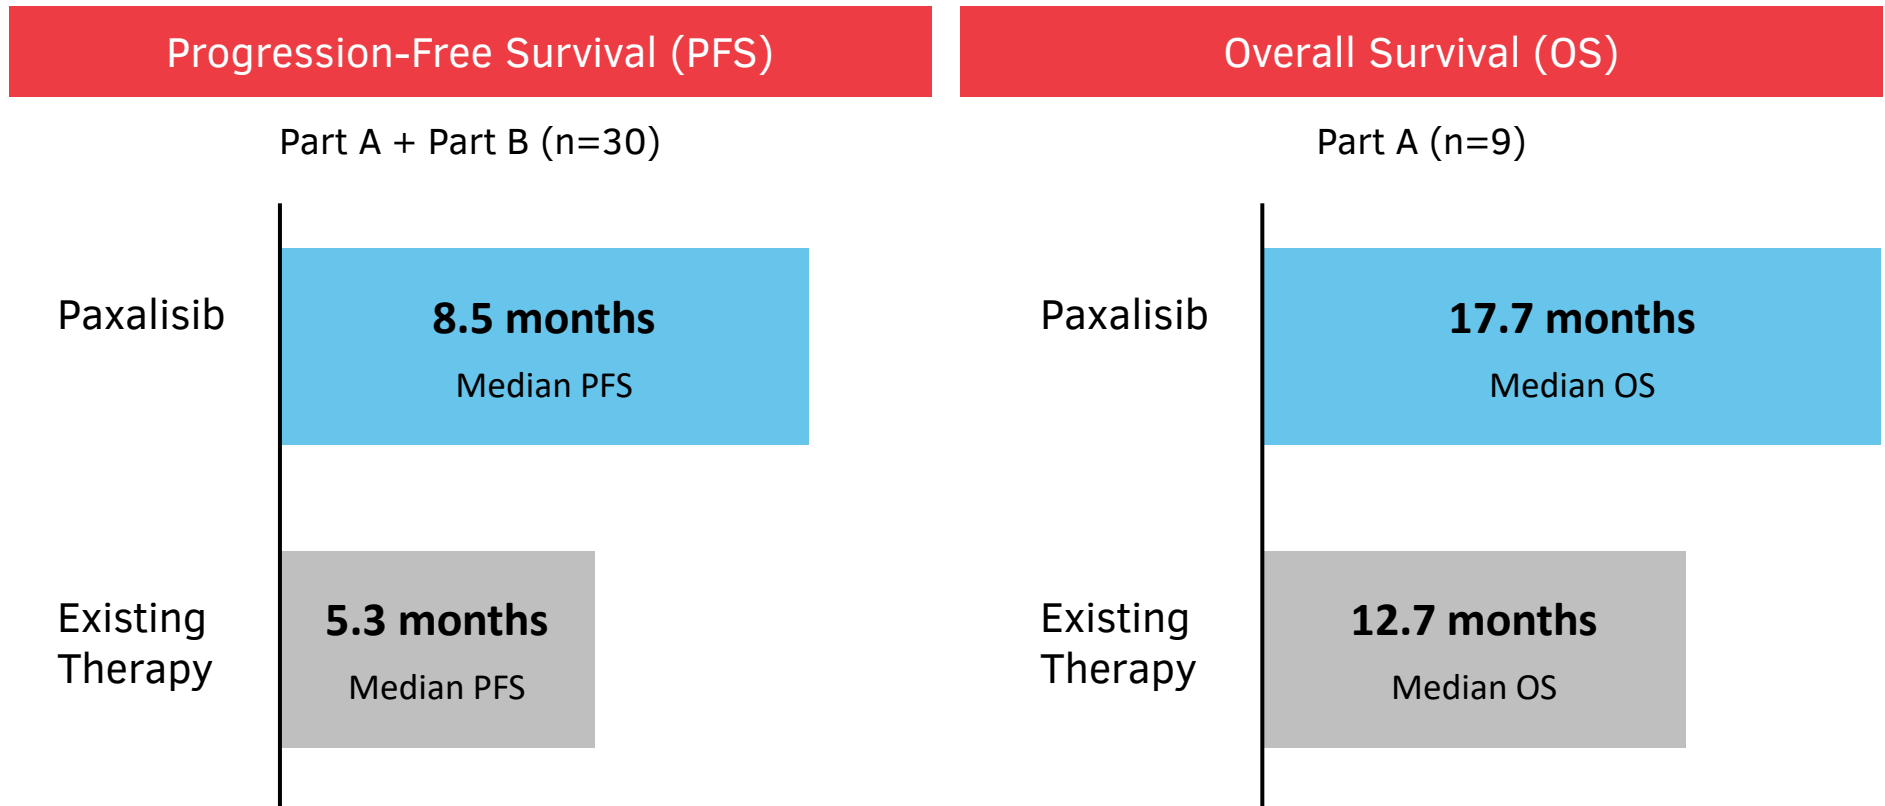 Progression-Free Survival (PFS)
Part A + Part B (n=30)
Paxalisib
8.5 months
Median PFS
Existing
Therapy
5.3 months
Median PFS
Overall Survival (OS)
Part A (n=9)
Paxalisib
17.7 months
Median OS
Existing
Therapy
12.7 months
Median OS